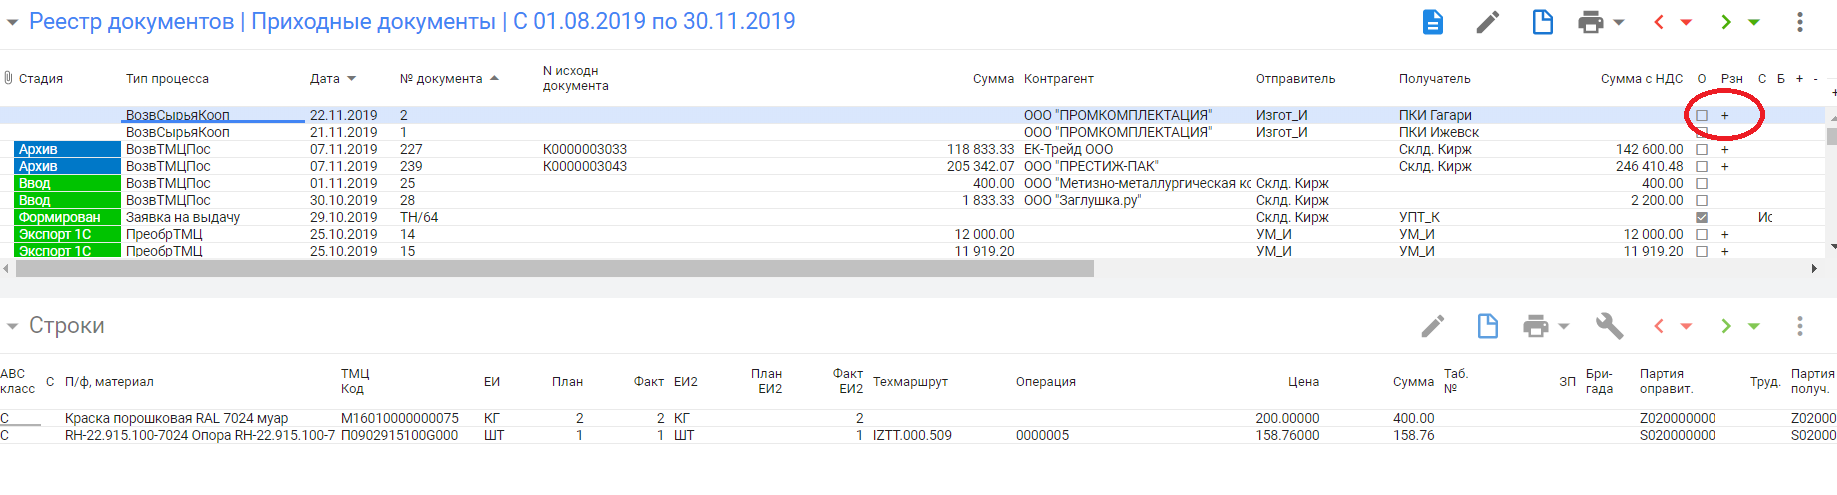 Реестр документов | Приходные документы | С 01.08.2019 по 30.11.2019
Стадия Тип процесса Дата № документа N исходн документа Сумма Контрагент Отправитель Получатель Сумма с НДС О Рзн С Б + -
+
ВозвСырьяКооп 22.11.2019 2 ООО "ПРОМКОМПЛЕКТАЦИЯ" Изгот_И ПКИ Гагари +
ВозвСырьяКооп 21.11.2019 1 ООО "ПРОМКОМПЛЕКТАЦИЯ" Изгот_И ПКИ Ижевск
Архив ВозвТМЦПос 07.11.2019 227 К0000003033 118 833.33 ЕК-Трейд ООО Склд. Кирж 142 600.00 +
Архив ВозвТМЦПос 07.11.2019 239 К0000003043 205 342.07 ООО "ПРЕСТИЖ-ПАК" Склд. Кирж 246 410.48 +
Ввод ВозвТМЦПос 01.11.2019 25 400.00 ООО "Метизно-металлургическая ко Склд. Кирж 400.00
Ввод ВозвТМЦПос 30.10.2019 28 1 833.33 ООО "Заглушка.ру" Склд. Кирж 2 200.00
Формирован Заявка на выдачу 29.10.2019 ТН/64 Склд. Кирж УПТ_К Ис
Экспорт 1С ПреобрТМЦ 25.10.2019 14 12 000.00 УМ_И УМ_И 12 000.00 +
Экспорт 1С ПреобрТМЦ 25.10.2019 15 11 919.20 УМ_И УМ_И 11 919.20 +
Строки
АВС класс С П/ф, материал ТМЦ Код ЕИ План Факт ЕИ2 План ЕИ2 Факт ЕИ2 Техмаршрут Операция Цена Сумма Таб. № ЗП Бри-гада Партия оправит. Труд. Партия получ.
С Краска порошковая RAL 7024 муар М16010000000075 КГ 2 2 КГ 2 200.00000 400.00 Z020000000 Z02000
С RH-22.915.100-7024 Опора RH-22.915.100-7 П0902915100G000 ШТ 1 1 ШТ 1 IZTT.000.509 0000005 158.76000 158.76 S020000000 S02000